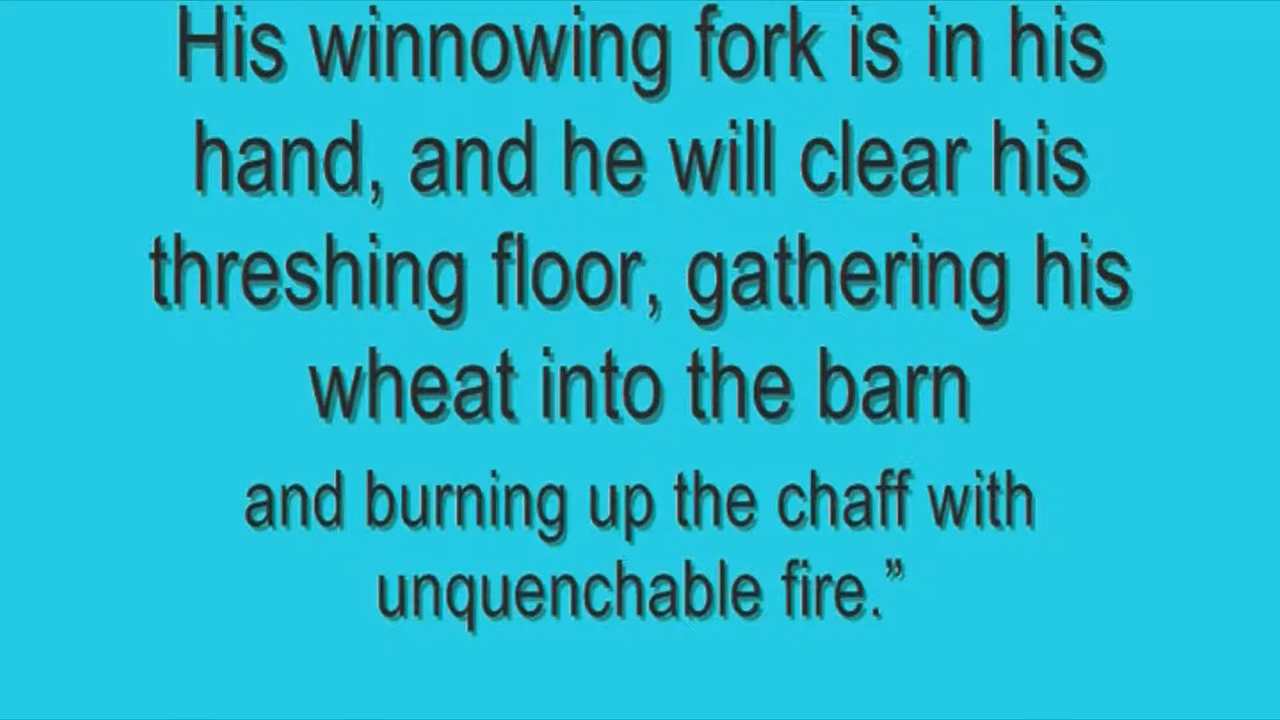 His winnowing fork is in his
hand, and he will clear his
threshing floor, gathering his
wheat into the barn
and burning up the chaff with
unquenchable fire.”